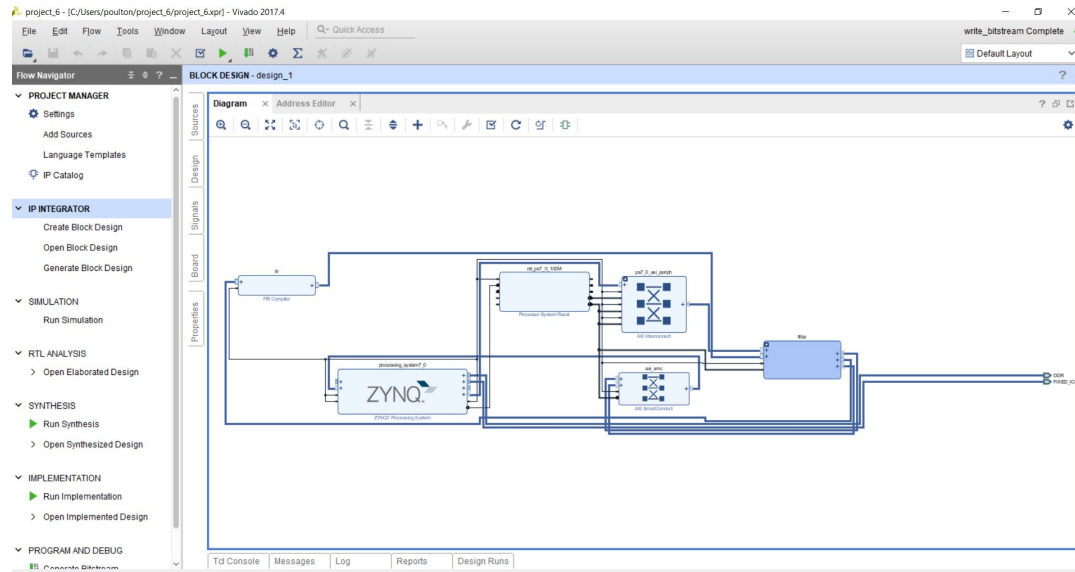 project_6 - [C:/Users/poulton/project_6/project_6.xpr] - Vivado 2017.4
File Edit Flow Tools Window Layout View Help Quick Access
write_bitstream Complete
Default Layout
Flow Navigator
BLOCK DESIGN - design_1
PROJECT MANAGER
Settings
Add Sources
Language Templates
IP Catalog
IP INTEGRATOR
Create Block Design
Open Block Design
Generate Block Design
SIMULATION
Run Simulation
RTL ANALYSIS
Open Elaborated Design
SYNTHESIS
Run Synthesis
Open Synthesized Design
IMPLEMENTATION
Run Implementation
Open Implemented Design
PROGRAM AND DEBUG
Generate Bitstream
Sources
Design
Signals
Board
Properties
Diagram Address Editor
fir
FIR Compiler
rst_ps7_0_100M
Processor System Reset
ps7_0_axi_periph
AXI Interconnect
filter
processing_system7_0
ZYNQ
ZYNQ7 Processing System
axi_smc
AXI SmartConnect
DDR
FIXED_IO
Tcl Console Messages Log Reports Design Runs